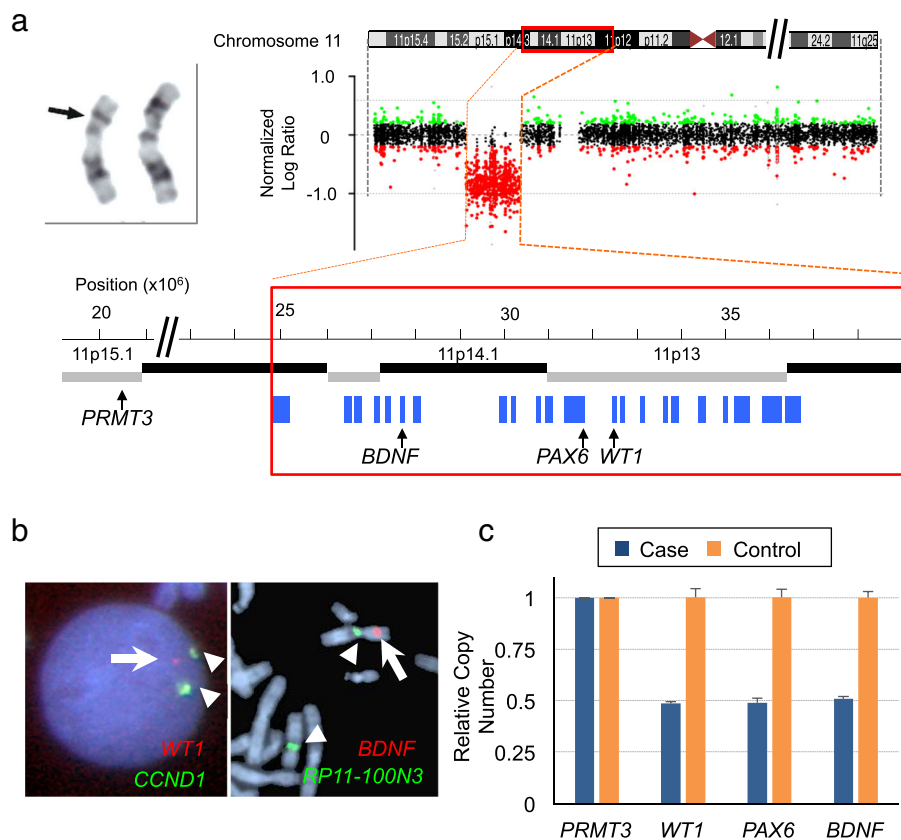 a
Chromosome 11
11p15.4 15.2 p15.1 p14.3 14.1 11p13 11p12 p11.2 12.1 24.2 11q25
1.0
0
-1.0
Normalized
Log Ratio
Position (x10⁶)
20 25 30 35
11p15.1 11p14.1 11p13
PRMT3
BDNF PAX6 WT1
b
WT1
CCND1
BDNF
RP11-100N3
c
Case Control
Relative Copy
Number
1
0.75
0.5
0.25
0
PRMT3 WT1 PAX6 BDNF